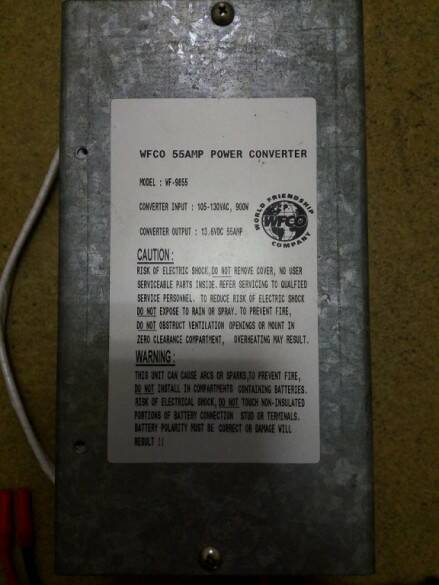 WFCO 55AMP POWER CONVERTER
MODEL : WF-9855
CONVERTER INPUT : 105-130VAC, 900W
CONVERTER OUTPUT : 13.6VDC 55AMP
WORLD FRIENDSHIP
WFCO
COMPANY
CAUTION:
RISK OF ELECTRIC SHOCK,DO NOT REMOVE COVER, NO USER
SERVICEABLE PARTS INSIDE. REFER SERVICING TO QUALFIED
SERVICE PERSONNEL. TO REDUCE RISK OF ELECTRIC SHOCK
DO NOT EXPOSE TO RAIN OR SPRAY. TO PREVENT FIRE,
DO NOT OBSTRUCT VENTILATION OPENINGS OR MOUNT IN
ZERO CLEARANCE COMPARTMENT, OVERHEATING MAY RESULT.
WARNING:
THIS UNIT CAN CAUSE ARCS OR SPARKS,TO PREVENT FIRE,
DO NOT INSTALL IN COMPARTMENTS CONTAINING BATTERIES.
RISK OF ELECTRICAL SHOCK,DO NOT TOUCH NON-INSULATED
PORTIONS OF BATTERY CONNECTION STUD OR TERMINALS.
BATTERY POLARITY MUST BE CORRECT OR DAMAGE WILL
RESULT !!